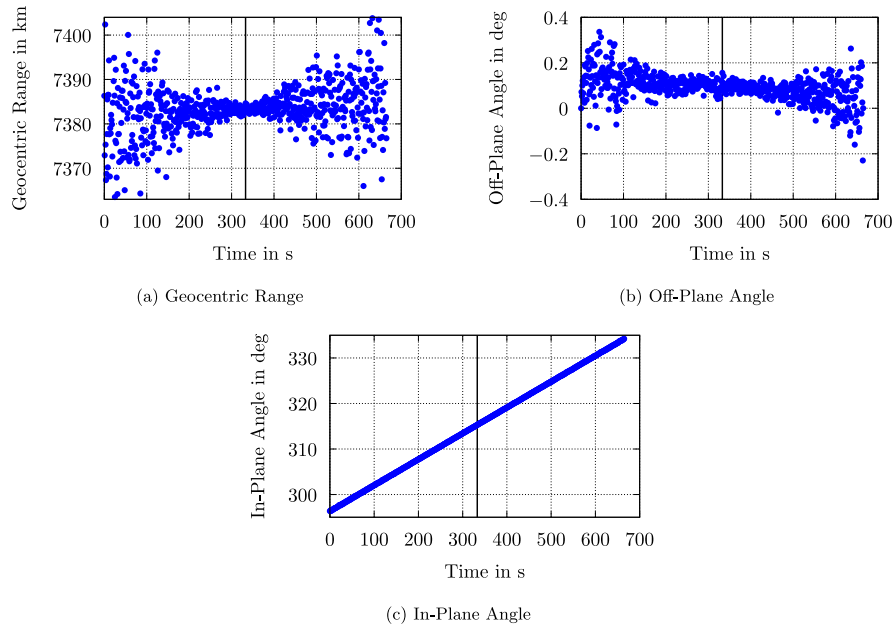 Geocentric Range in km
7400
7390
7380
7370
0 100 200 300 400 500 600 700
Time in s
(a) Geocentric Range
Off-Plane Angle in deg
0.4
0.2
0
−0.2
−0.4
0 100 200 300 400 500 600 700
Time in s
(b) Off-Plane Angle
In-Plane Angle in deg
330
320
310
300
0 100 200 300 400 500 600 700
Time in s
(c) In-Plane Angle